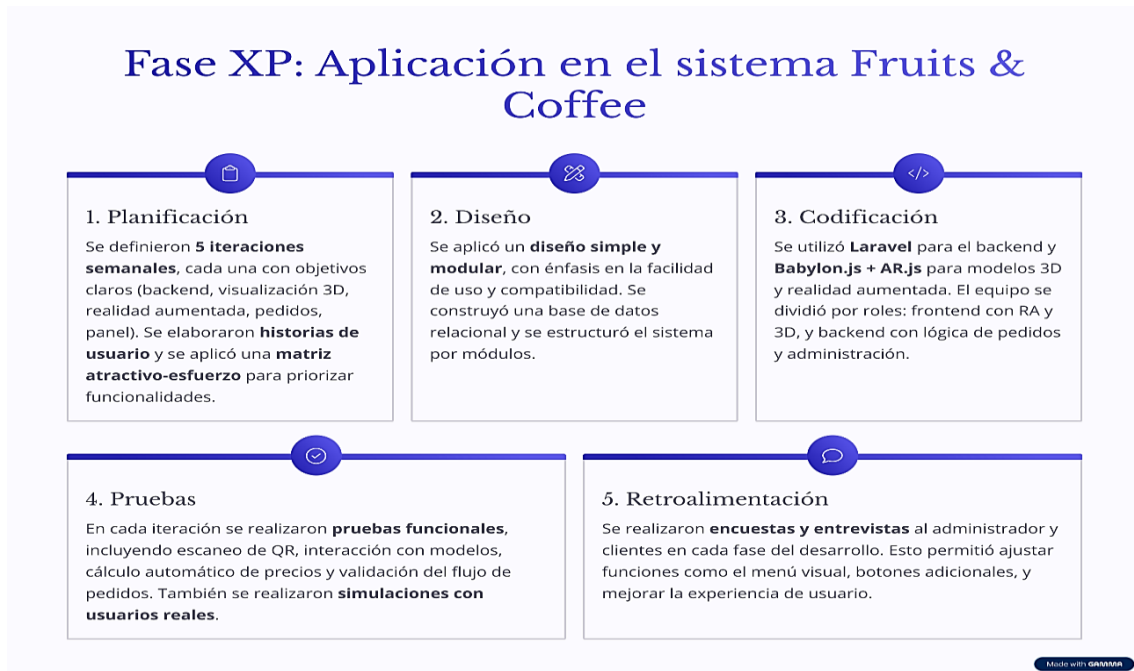 Fase XP: Aplicación en el sistema Fruits &
Coffee
1. Planificación
Se definieron 5 iteraciones
semanales, cada una con objetivos
claros (backend, visualización 3D,
realidad aumentada, pedidos,
panel). Se elaboraron historias de
usuario y se aplicó una matriz
atractivo-esfuerzo para priorizar
funcionalidades.
2. Diseño
Se aplicó un diseño simple y
modular, con énfasis en la facilidad
de uso y compatibilidad. Se
construyó una base de datos
relacional y se estructuró el sistema
por módulos.
3. Codificación
Se utilizó Laravel para el backend y
Babylon.js + AR.js para modelos 3D
y realidad aumentada. El equipo se
dividió por roles: frontend con RA y
3D, y backend con lógica de pedidos
y administración.
4. Pruebas
En cada iteración se realizaron pruebas funcionales,
incluyendo escaneo de QR, interacción con modelos,
cálculo automático de precios y validación del flujo de
pedidos. También se realizaron simulaciones con
usuarios reales.
5. Retroalimentación
Se realizaron encuestas y entrevistas al administrador y
clientes en cada fase del desarrollo. Esto permitió ajustar
funciones como el menú visual, botones adicionales, y
mejorar la experiencia de usuario.
Made with GAMMA